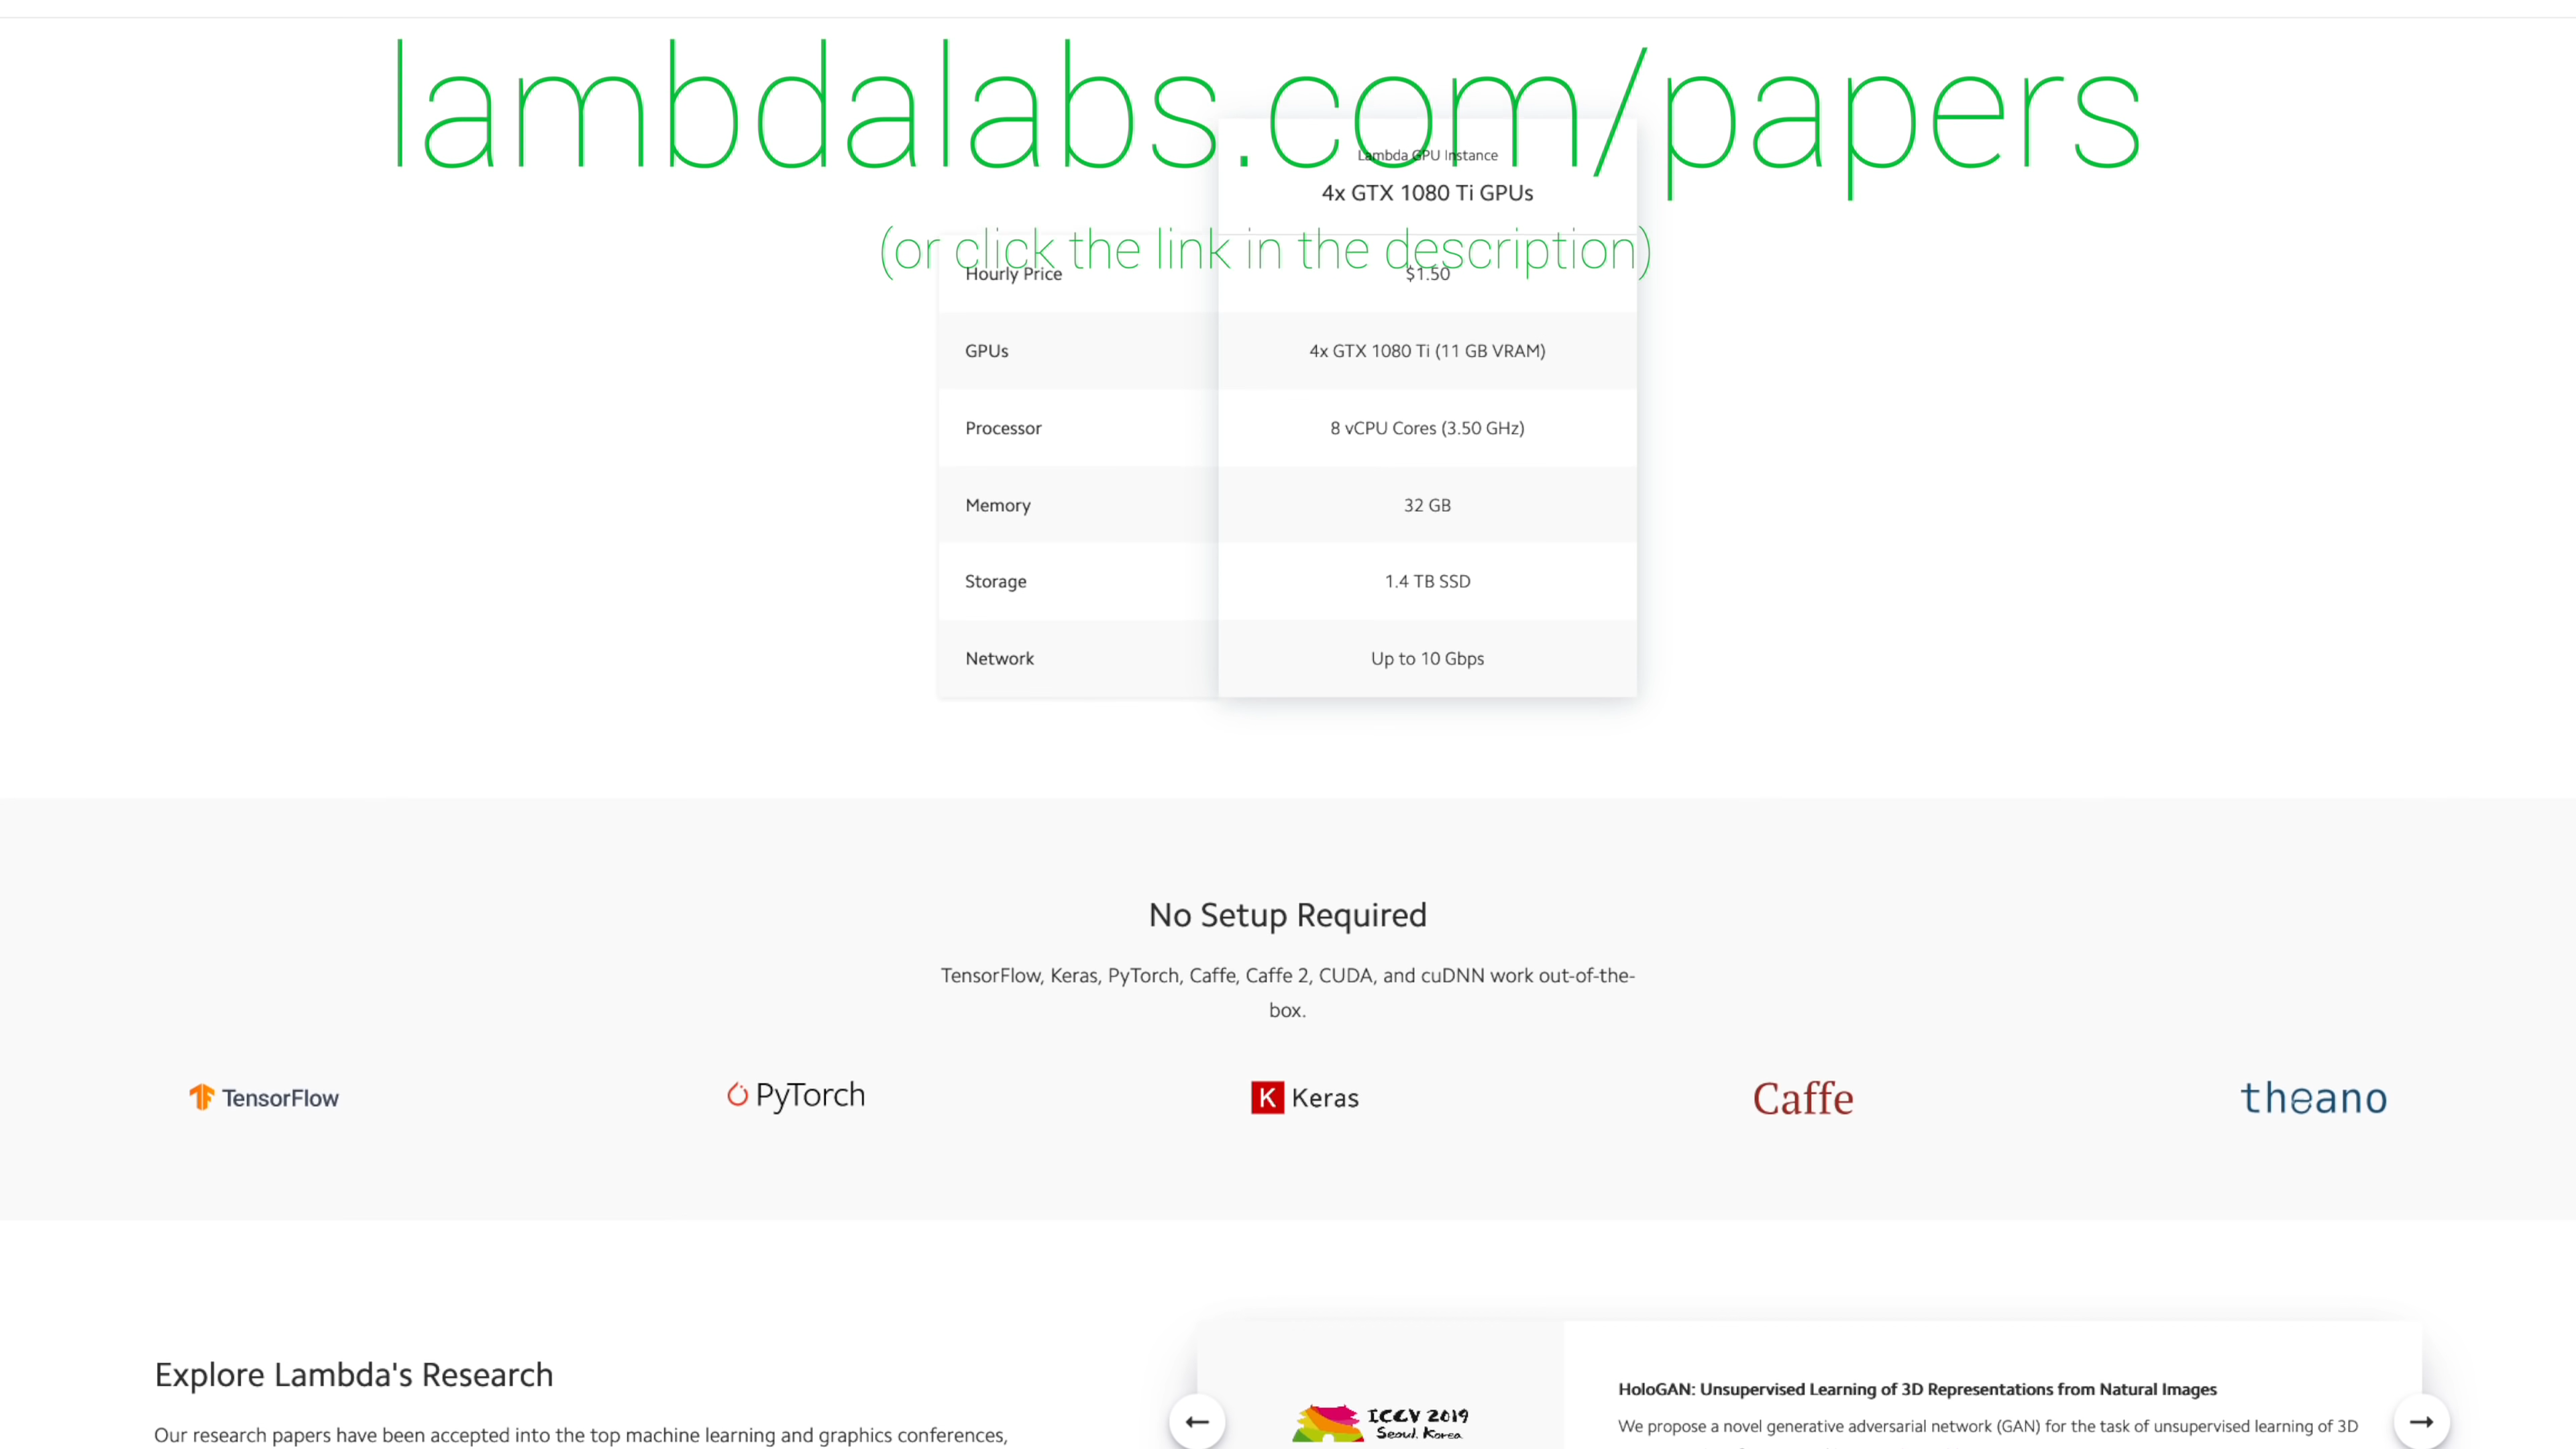 lambdalabs.com/papers
Lambda GPU Instance
4x GTX 1080 Ti GPUs
(or click the link in the description)
Hourly Price $1.50
GPUs 4x GTX 1080 Ti (11 GB VRAM)
Processor 8 vCPU Cores (3.50 GHz)
Memory 32 GB
Storage 1.4 TB SSD
Network Up to 10 Gbps
No Setup Required
TensorFlow, Keras, PyTorch, Caffe, Caffe 2, CUDA, and cuDNN work out-of-the-
box.
TensorFlow PyTorch K Keras Caffe theano
Explore Lambda's Research
Our research papers have been accepted into the top machine learning and graphics conferences,
ICCV 2019
Seoul, Korea
HoloGAN: Unsupervised Learning of 3D Representations from Natural Images
We propose a novel generative adversarial network (GAN) for the task of unsupervised learning of 3D